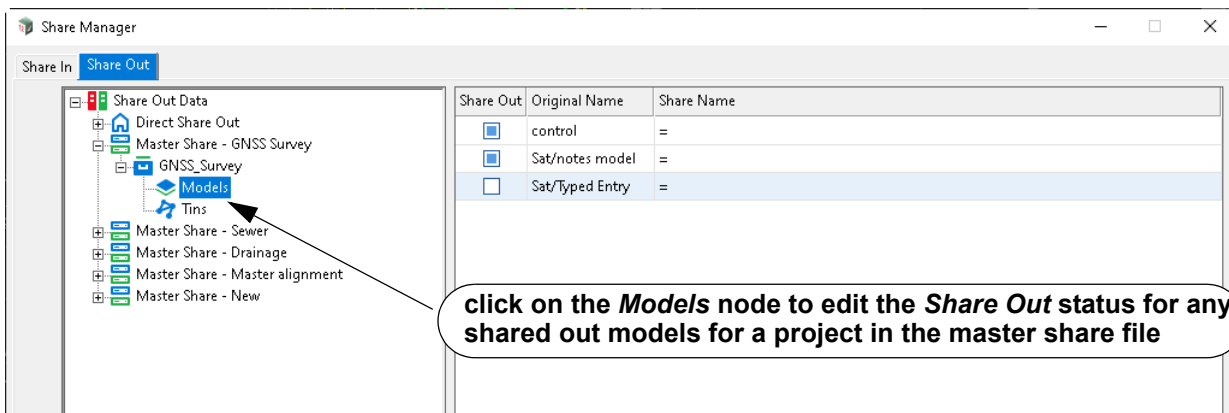 Share Manager
Share In Share Out
Share Out Data
Direct Share Out
Master Share - GNSS Survey
GNSS_Survey
Models
Tins
Master Share - Sewer
Master Share - Drainage
Master Share - Master alignment
Master Share - New
Share Out Original Name Share Name
control =
Sat/notes model =
Sat/Typed Entry =
click on the Models node to edit the Share Out status for any
shared out models for a project in the master share file